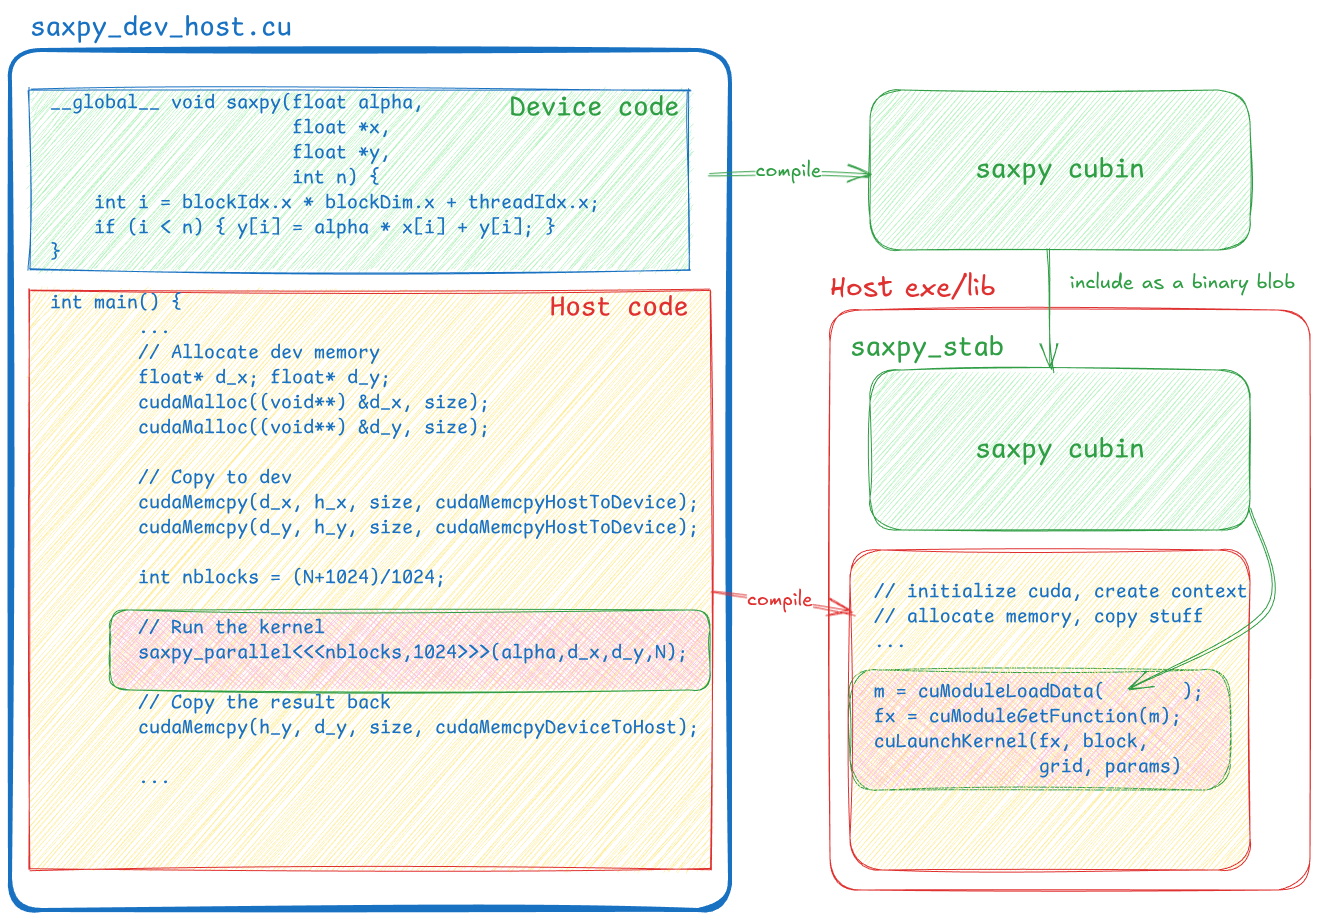 saxpy_dev_host.cu
Device code
__global__ void saxpy(float alpha,
float *x,
float *y,
int n) {
int i = blockIdx.x * blockDim.x + threadIdx.x;
if (i < n) { y[i] = alpha * x[i] + y[i]; }
}
Host code
int main() {
...
// Allocate dev memory
float* d_x; float* d_y;
cudaMalloc((void**) &d_x, size);
cudaMalloc((void**) &d_y, size);
// Copy to dev
cudaMemcpy(d_x, h_x, size, cudaMemcpyHostToDevice);
cudaMemcpy(d_y, h_y, size, cudaMemcpyHostToDevice);
int nblocks = (N+1024)/1024;
// Run the kernel
saxpy_parallel<<<nblocks,1024>>>(alpha,d_x,d_y,N);
// Copy the result back
cudaMemcpy(h_y, d_y, size, cudaMemcpyDeviceToHost);
...
compile
saxpy cubin
include as a binary blob
Host exe/lib
saxpy_stab
saxpy cubin
compile
// initialize cuda, create context
// allocate memory, copy stuff
...
m = cuModuleLoadData( );
fx = cuModuleGetFunction(m);
cuLaunchKernel(fx, block,
grid, params)